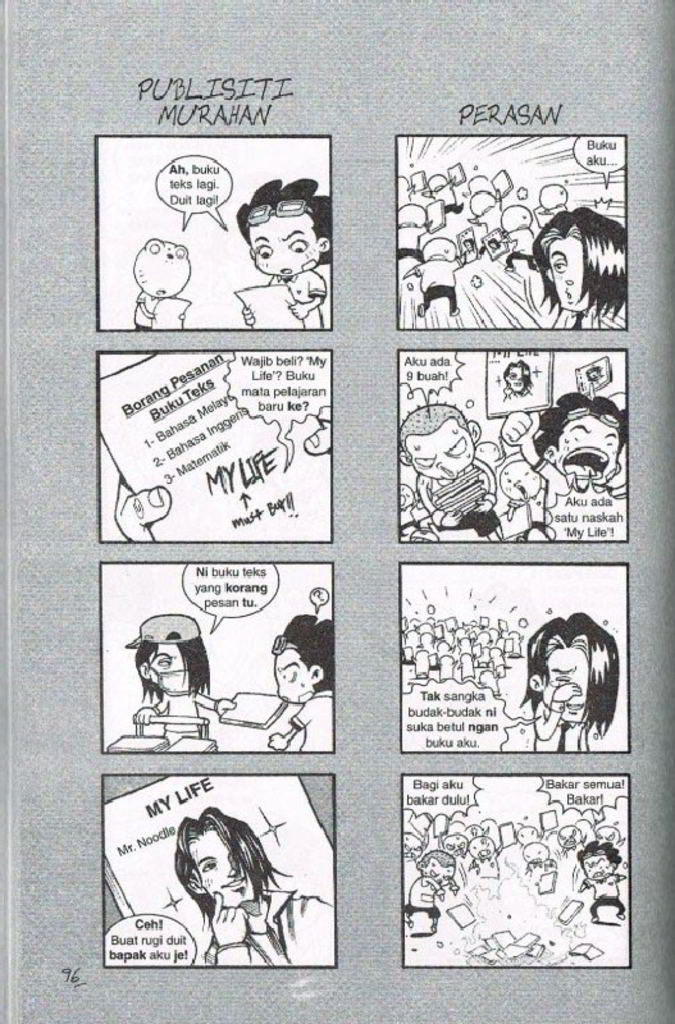 PUBLISITI
MURAHAN
Ah, buku
teks lagi.
Duit lagi!
Borang Pesanan
Buku Teks
1- Bahasa Melayu
2- Bahasa Inggeris
3- Matematik
MY LIFE
must Buy!!
Wajib beli? 'My
Life'? Buku
mata pelajaran
baru ke?
Ni buku teks
yang korang
pesan tu.
?
MY LIFE
Mr. Noodle
Ceh!
Buat rugi duit
bapak aku je!
PERASAN
Buku
aku...
Aku ada
9 buah!
MY LIFE
Aku ada
satu naskah
'My Life'!
Tak sangka
budak-budak ni
suka betul ngan
buku aku.
Bagi aku
bakar dulu!
Bakar semua!
Bakar!
96